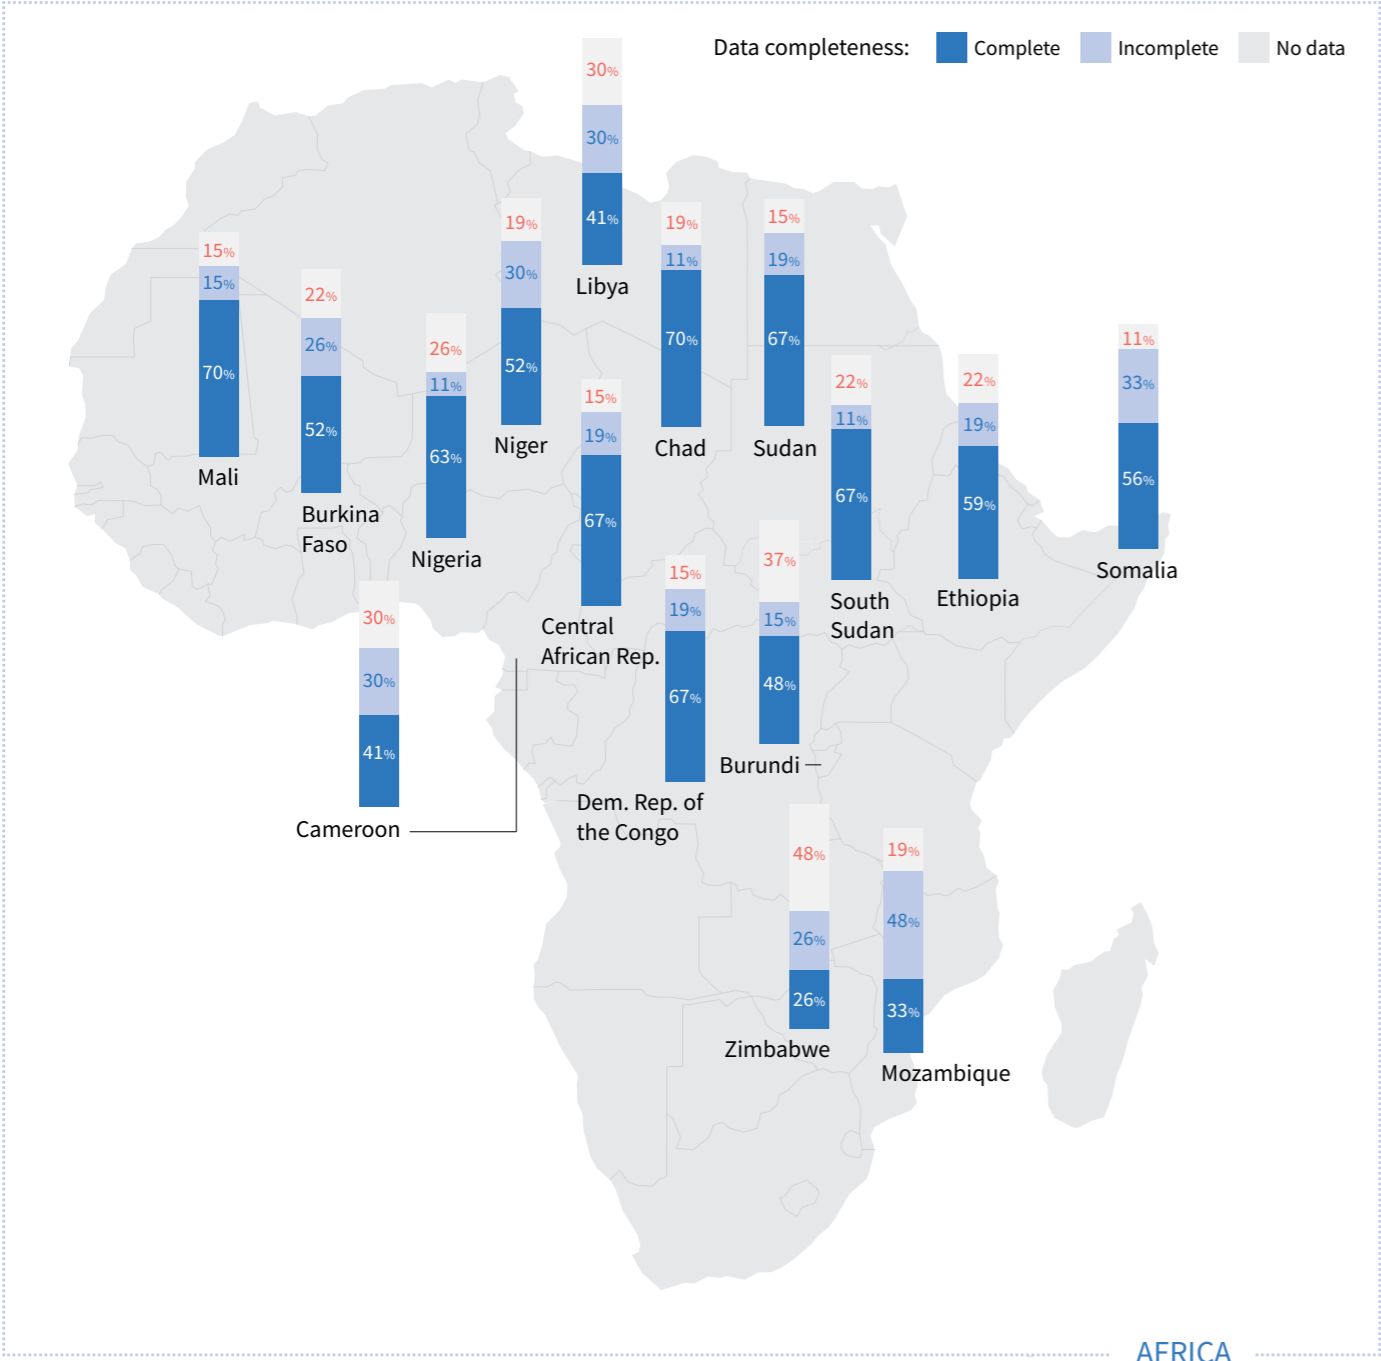 Data completeness: Complete Incomplete No data
30%
30%
41%
Libya
19%
30%
52%
Niger
19%
11%
70%
Chad
15%
19%
67%
Sudan
15%
15%
70%
Mali
22%
26%
52%
Burkina
Faso
26%
11%
63%
Nigeria
15%
19%
67%
Central
African Rep.
22%
11%
67%
South
Sudan
22%
19%
59%
Ethiopia
11%
33%
56%
Somalia
30%
30%
41%
Cameroon
15%
19%
67%
Dem. Rep. of
the Congo
37%
15%
48%
Burundi
48%
26%
26%
Zimbabwe
19%
48%
33%
Mozambique
AFRICA